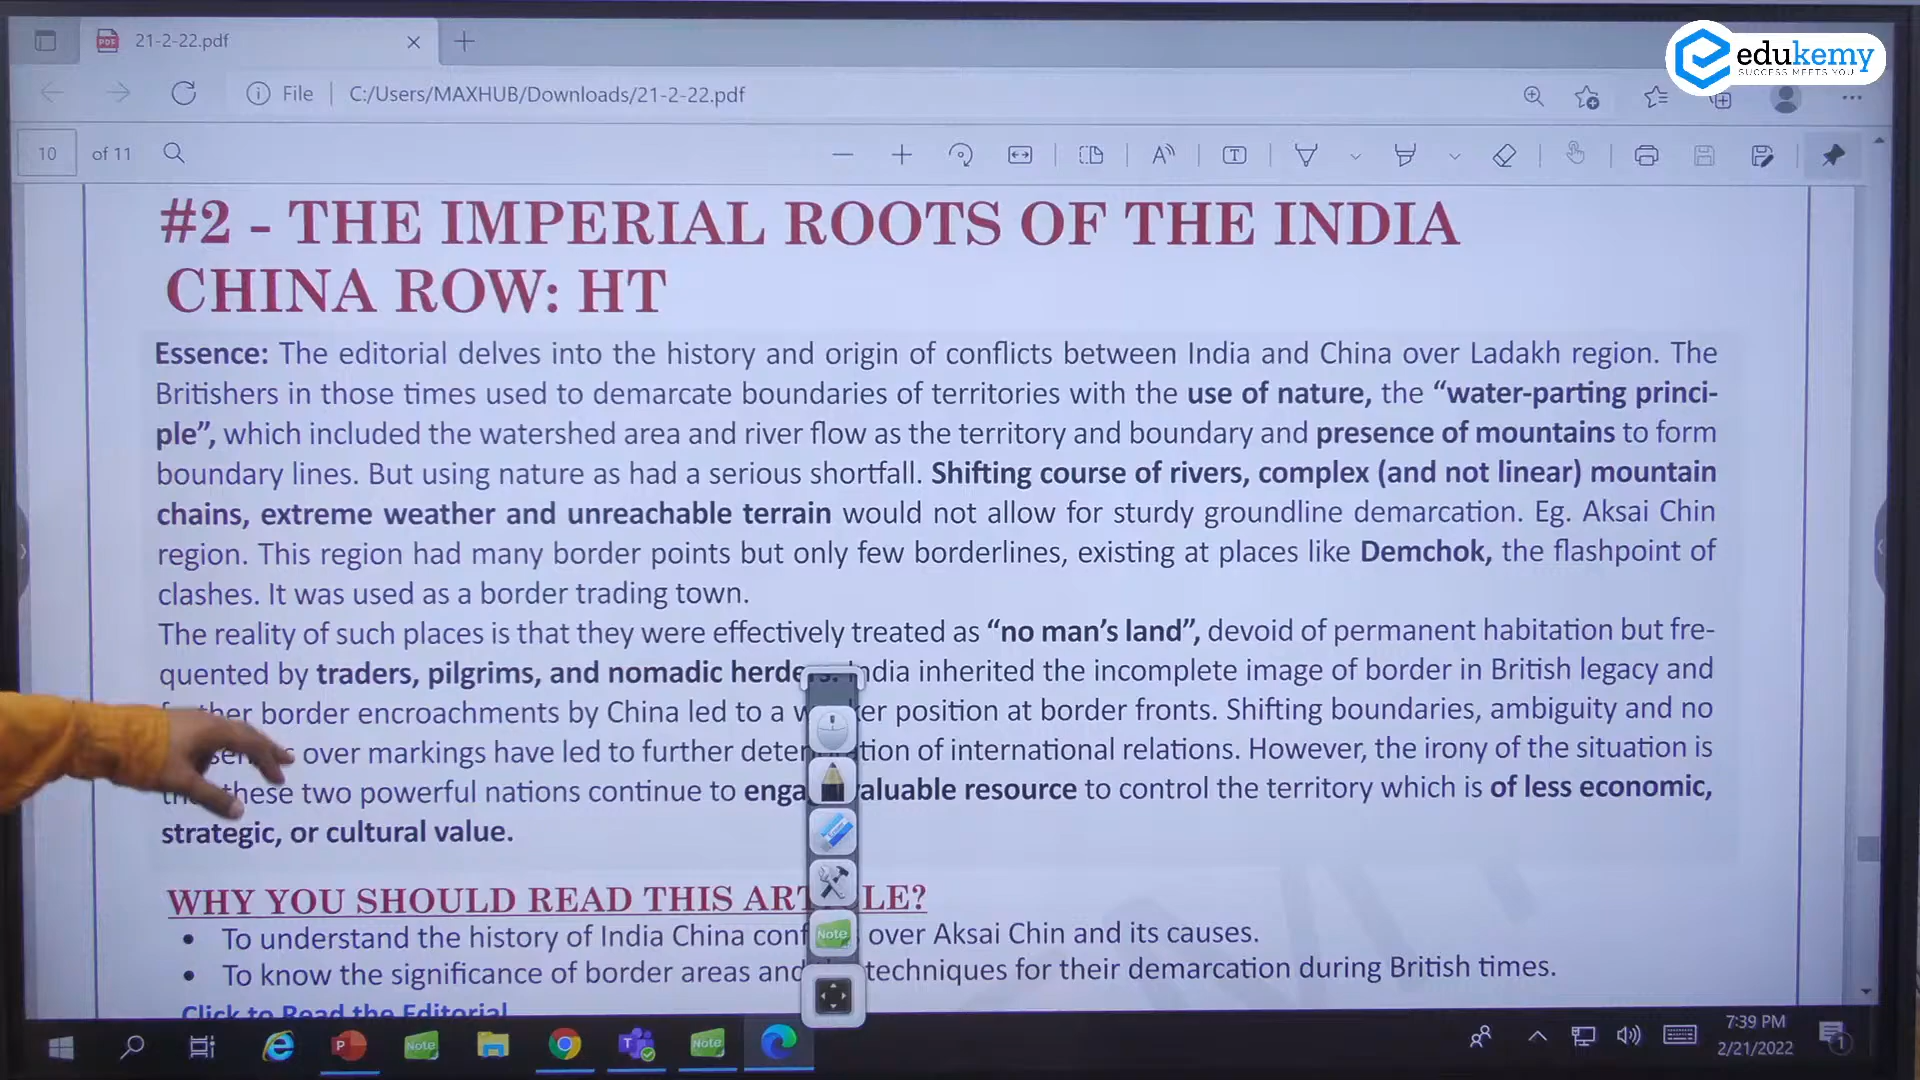 21-2-22.pdf
edukemy
SUCCESS MEETS YOU
File C:/Users/MAXHUB/Downloads/21-2-22.pdf
10 of 11
#2 - THE IMPERIAL ROOTS OF THE INDIA
CHINA ROW: HT
Essence: The editorial delves into the history and origin of conflicts between India and China over Ladakh region. The
Britishers in those times used to demarcate boundaries of territories with the use of nature, the “water-parting princi-
ple”, which included the watershed area and river flow as the territory and boundary and presence of mountains to form
boundary lines. But using nature as had a serious shortfall. Shifting course of rivers, complex (and not linear) mountain
chains, extreme weather and unreachable terrain would not allow for sturdy groundline demarcation. Eg. Aksai Chin
region. This region had many border points but only few borderlines, existing at places like Demchok, the flashpoint of
clashes. It was used as a border trading town.
The reality of such places is that they were effectively treated as “no man’s land”, devoid of permanent habitation but fre-
quented by traders, pilgrims, and nomadic India inherited the incomplete image of border in British legacy and
border encroachments by China led to a position at border fronts. Shifting boundaries, ambiguity and no
over markings have led to further of international relations. However, the irony of the situation is
these two powerful nations continue to resource to control the territory which is of less economic,
strategic, or cultural value.
WHY YOU SHOULD READ THIS ARTICLE?
• To understand the history of India China over Aksai Chin and its causes.
• To know the significance of border areas and techniques for their demarcation during British times.
Click to Read the Editorial
Note
Note
Note
7:39 PM
2/21/2022